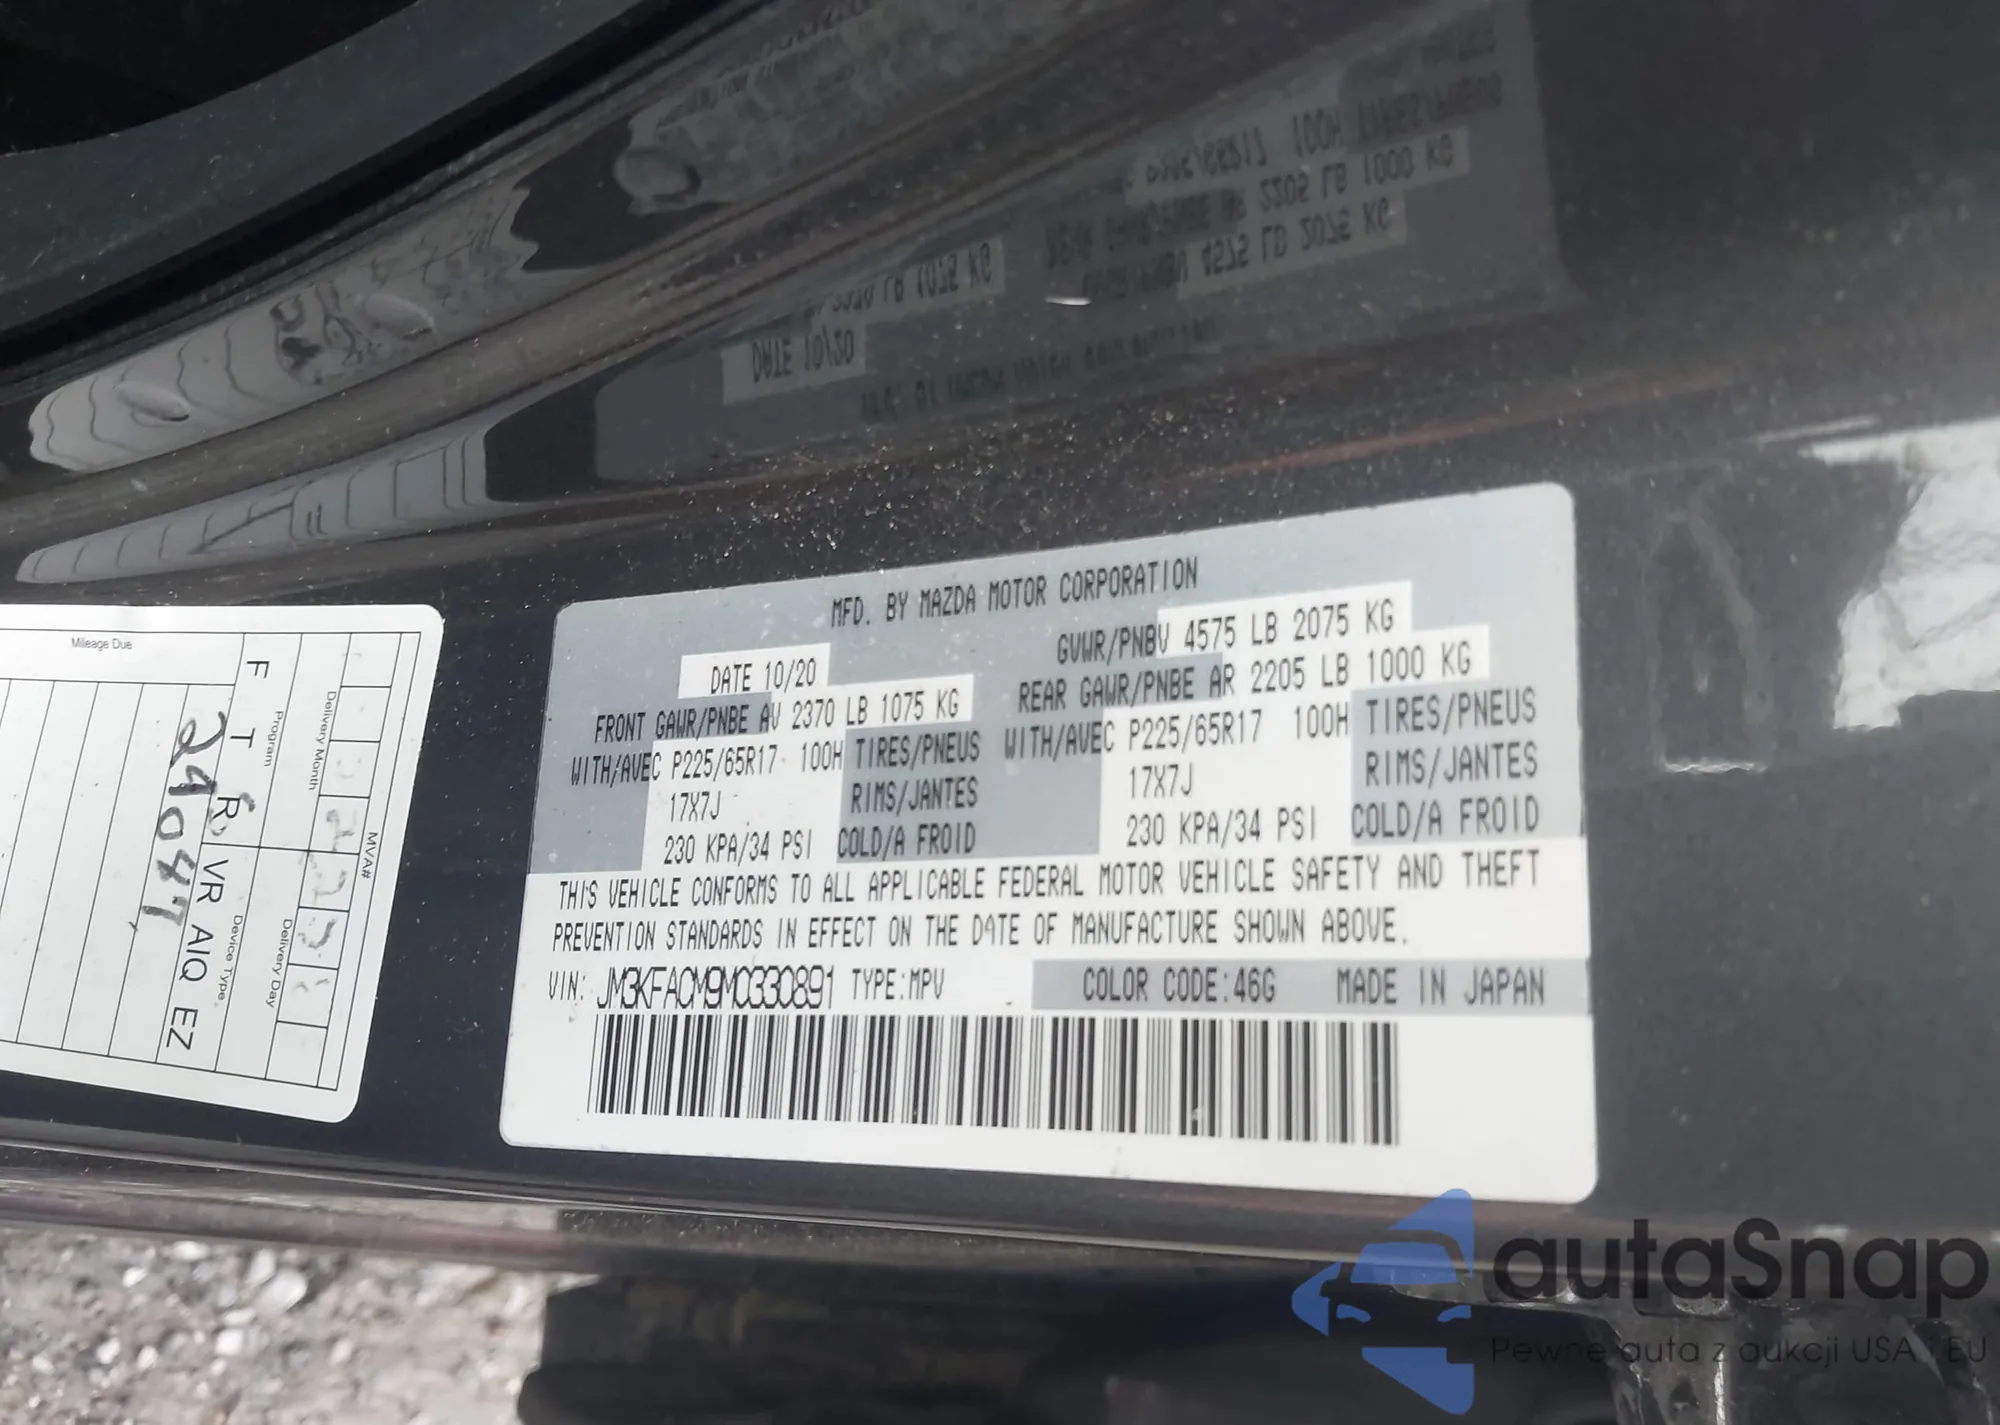 MFD. BY MAZDA MOTOR CORPORATION
DATE 10/20
GVWR/PNBV 4575 LB 2075 KG
FRONT GAWR/PNBE AV 2370 LB 1075 KG
REAR GAWR/PNBE AR 2205 LB 1000 KG
WITH/AVEC P225/65R17 100H TIRES/PNEUS
WITH/AVEC P225/65R17 100H TIRES/PNEUS
17X7J RIMS/JANTES
17X7J RIMS/JANTES
230 KPA/34 PSI COLD/A FROID
230 KPA/34 PSI COLD/A FROID
THIS VEHICLE CONFORMS TO ALL APPLICABLE FEDERAL MOTOR VEHICLE SAFETY AND THEFT
PREVENTION STANDARDS IN EFFECT ON THE DATE OF MANUFACTURE SHOWN ABOVE.
VIN: JM3KFACM9M0330891 TYPE:MPV COLOR CODE:46G MADE IN JAPAN
MVA#
Delivery Month
Delivery Day
Program
Device Type
F T R VR AIQ EZ
Mileage Due
29047
autaSnap
Pewne auta z aukcji USA i EU